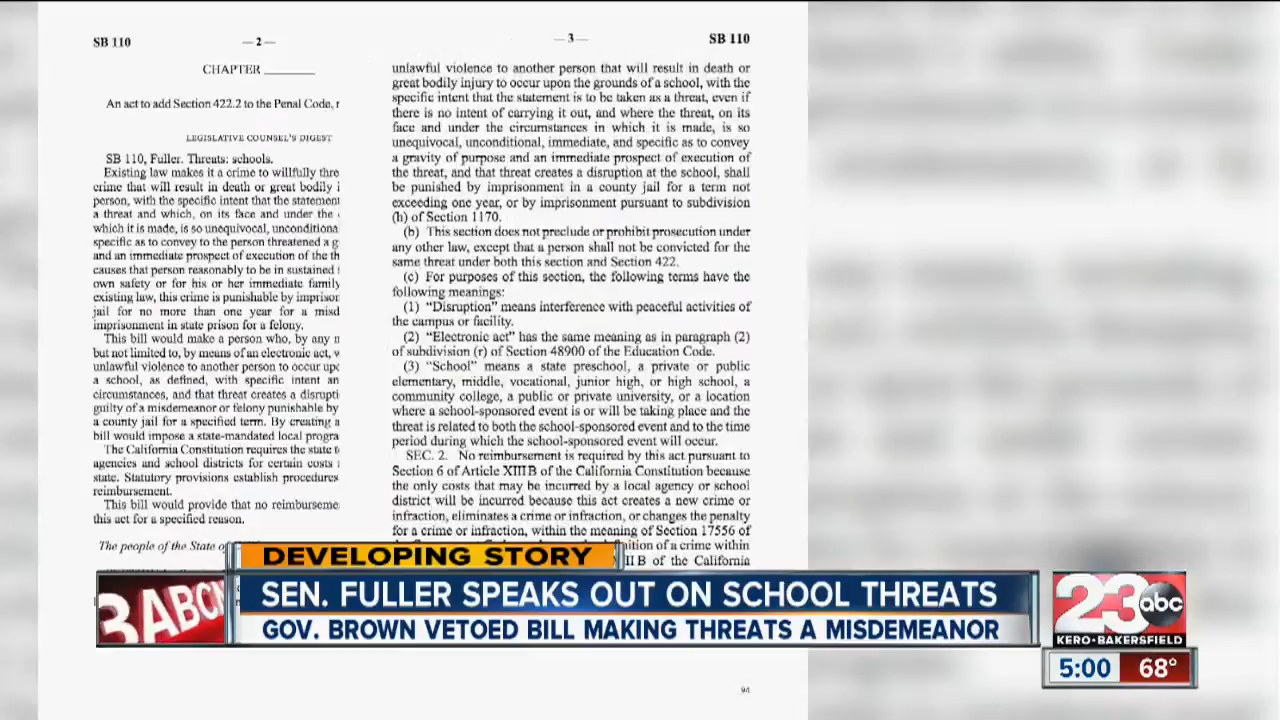 SB 110
— 2 —
CHAPTER
An act to add Section 422.2 to the Penal Code, r
LEGISLATIVE COUNSEL'S DIGEST
SB 110, Fuller. Threats: schools.
Existing law makes it a crime to willfully thre
crime that will result in death or great bodily i
person, with the specific intent that the statement
a threat and which, on its face and under the
which it is made, is so unequivocal, unconditiona
specific as to convey to the person threatened a g
and an immediate prospect of execution of the th
causes that person reasonably to be in sustained
own safety or for his or her immediate family
existing law, this crime is punishable by imprisor
jail for no more than one year for a misd
imprisonment in state prison for a felony.
This bill would make a person who, by any n
but not limited to, by means of an electronic act, w
unlawful violence to another person to occur upo
a school, as defined, with specific intent an
circumstances, and that threat creates a disrupti
guilty of a misdemeanor or felony punishable by
a county jail for a specified term. By creating a
bill would impose a state-mandated local progra
The California Constitution requires the state t
agencies and school districts for certain costs
state. Statutory provisions establish procedures
reimbursement.
This bill would provide that no reimburseme
this act for a specified reason.
The people of the State o
— 3 —
SB 110
unlawful violence to another person that will result in death or
great bodily injury to occur upon the grounds of a school, with the
specific intent that the statement is to be taken as a threat, even if
there is no intent of carrying it out, and where the threat, on its
face and under the circumstances in which it is made, is so
unequivocal, unconditional, immediate, and specific as to convey
a gravity of purpose and an immediate prospect of execution of
the threat, and that threat creates a disruption at the school, shall
be punished by imprisonment in a county jail for a term not
exceeding one year, or by imprisonment pursuant to subdivision
(h) of Section 1170.
(b) This section does not preclude or prohibit prosecution under
any other law, except that a person shall not be convicted for the
same threat under both this section and Section 422.
(c) For purposes of this section, the following terms have the
following meanings:
(1) "Disruption" means interference with peaceful activities of
the campus or facility.
(2) "Electronic act" has the same meaning as in paragraph (2)
of subdivision (r) of Section 48900 of the Education Code.
(3) "School" means a state preschool, a private or public
elementary, middle, vocational, junior high, or high school, a
community college, a public or private university, or a location
where a school-sponsored event is or will be taking place and the
threat is related to both the school-sponsored event and to the time
period during which the school-sponsored event will occur.
SEC. 2. No reimbursement is required by this act pursuant to
Section 6 of Article XIII B of the California Constitution because
the only costs that may be incurred by a local agency or school
district will be incurred because this act creates a new crime or
infraction, eliminates a crime or infraction, or changes the penalty
for a crime or infraction, within the meaning of Section 17556 of
nition of a crime within
II B of the California
94
DEVELOPING STORY
3ABCN
SEN. FULLER SPEAKS OUT ON SCHOOL THREATS
GOV. BROWN VETOED BILL MAKING THREATS A MISDEMEANOR
23 abc
KERO-BAKERSFIELD
5:00 68°